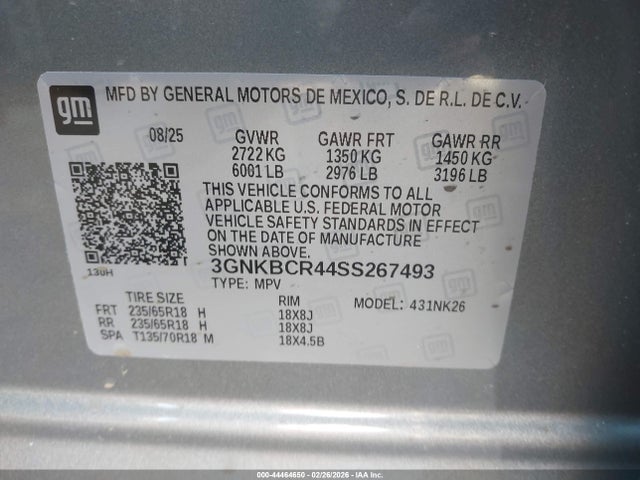 gm
MFD BY GENERAL MOTORS DE MEXICO, S. DE R.L. DE C.V.
08/25 GVWR GAWR FRT GAWR RR
2722 KG 1350 KG 1450 KG
6001 LB 2976 LB 3196 LB
THIS VEHICLE CONFORMS TO ALL
APPLICABLE U.S. FEDERAL MOTOR
VEHICLE SAFETY STANDARDS IN EFFECT
ON THE DATE OF MANUFACTURE
SHOWN ABOVE.
130H
3GNKBCR44SS267493
TYPE: MPV
TIRE SIZE RIM MODEL: 431NK26
FRT 235/65R18 H 18X8J
RR 235/65R18 H 18X8J
SPA T135/70R18 M 18X4.5B
000-44464650 | 02/26/2026 - IAA Inc.